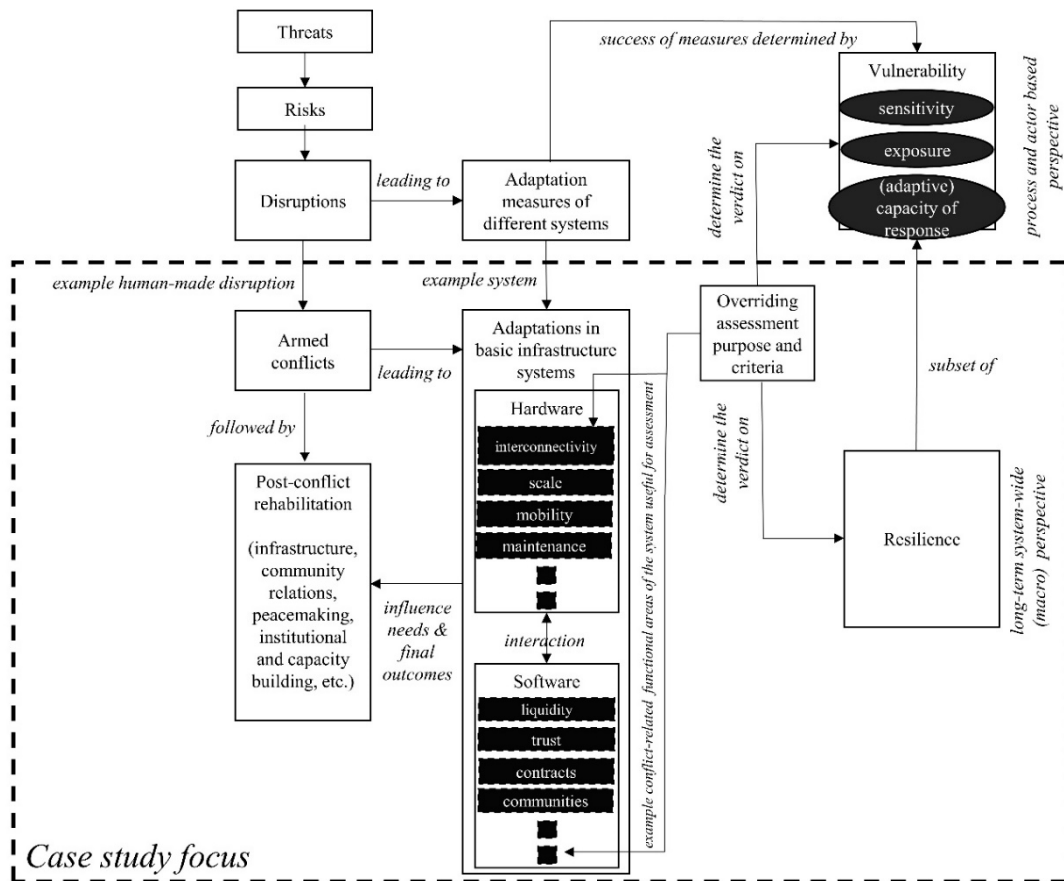 Threats
success of measures determined by
Vulnerability
sensitivity
exposure
(adaptive)
capacity of
response
process and actor based
perspective
Risks
Disruptions
leading to
Adaptation
measures of
different systems
determine the
verdict on
example human-made disruption
example system
Armed
conflicts
leading to
Adaptations in
basic infrastructure
systems
Overriding
assessment
purpose and
criteria
subset of
followed by
Hardware
interconnectivity
scale
mobility
maintenance
example conflict-related functional areas of the system useful for assessment
determine the
verdict on
Resilience
long-term system-wide
(macro) perspective
Post-conflict
rehabilitation
(infrastructure,
community
relations,
peacemaking,
institutional
and capacity
building, etc.)
influence
needs &
final
outcomes
interaction
Software
liquidity
trust
contracts
communities
Case study focus